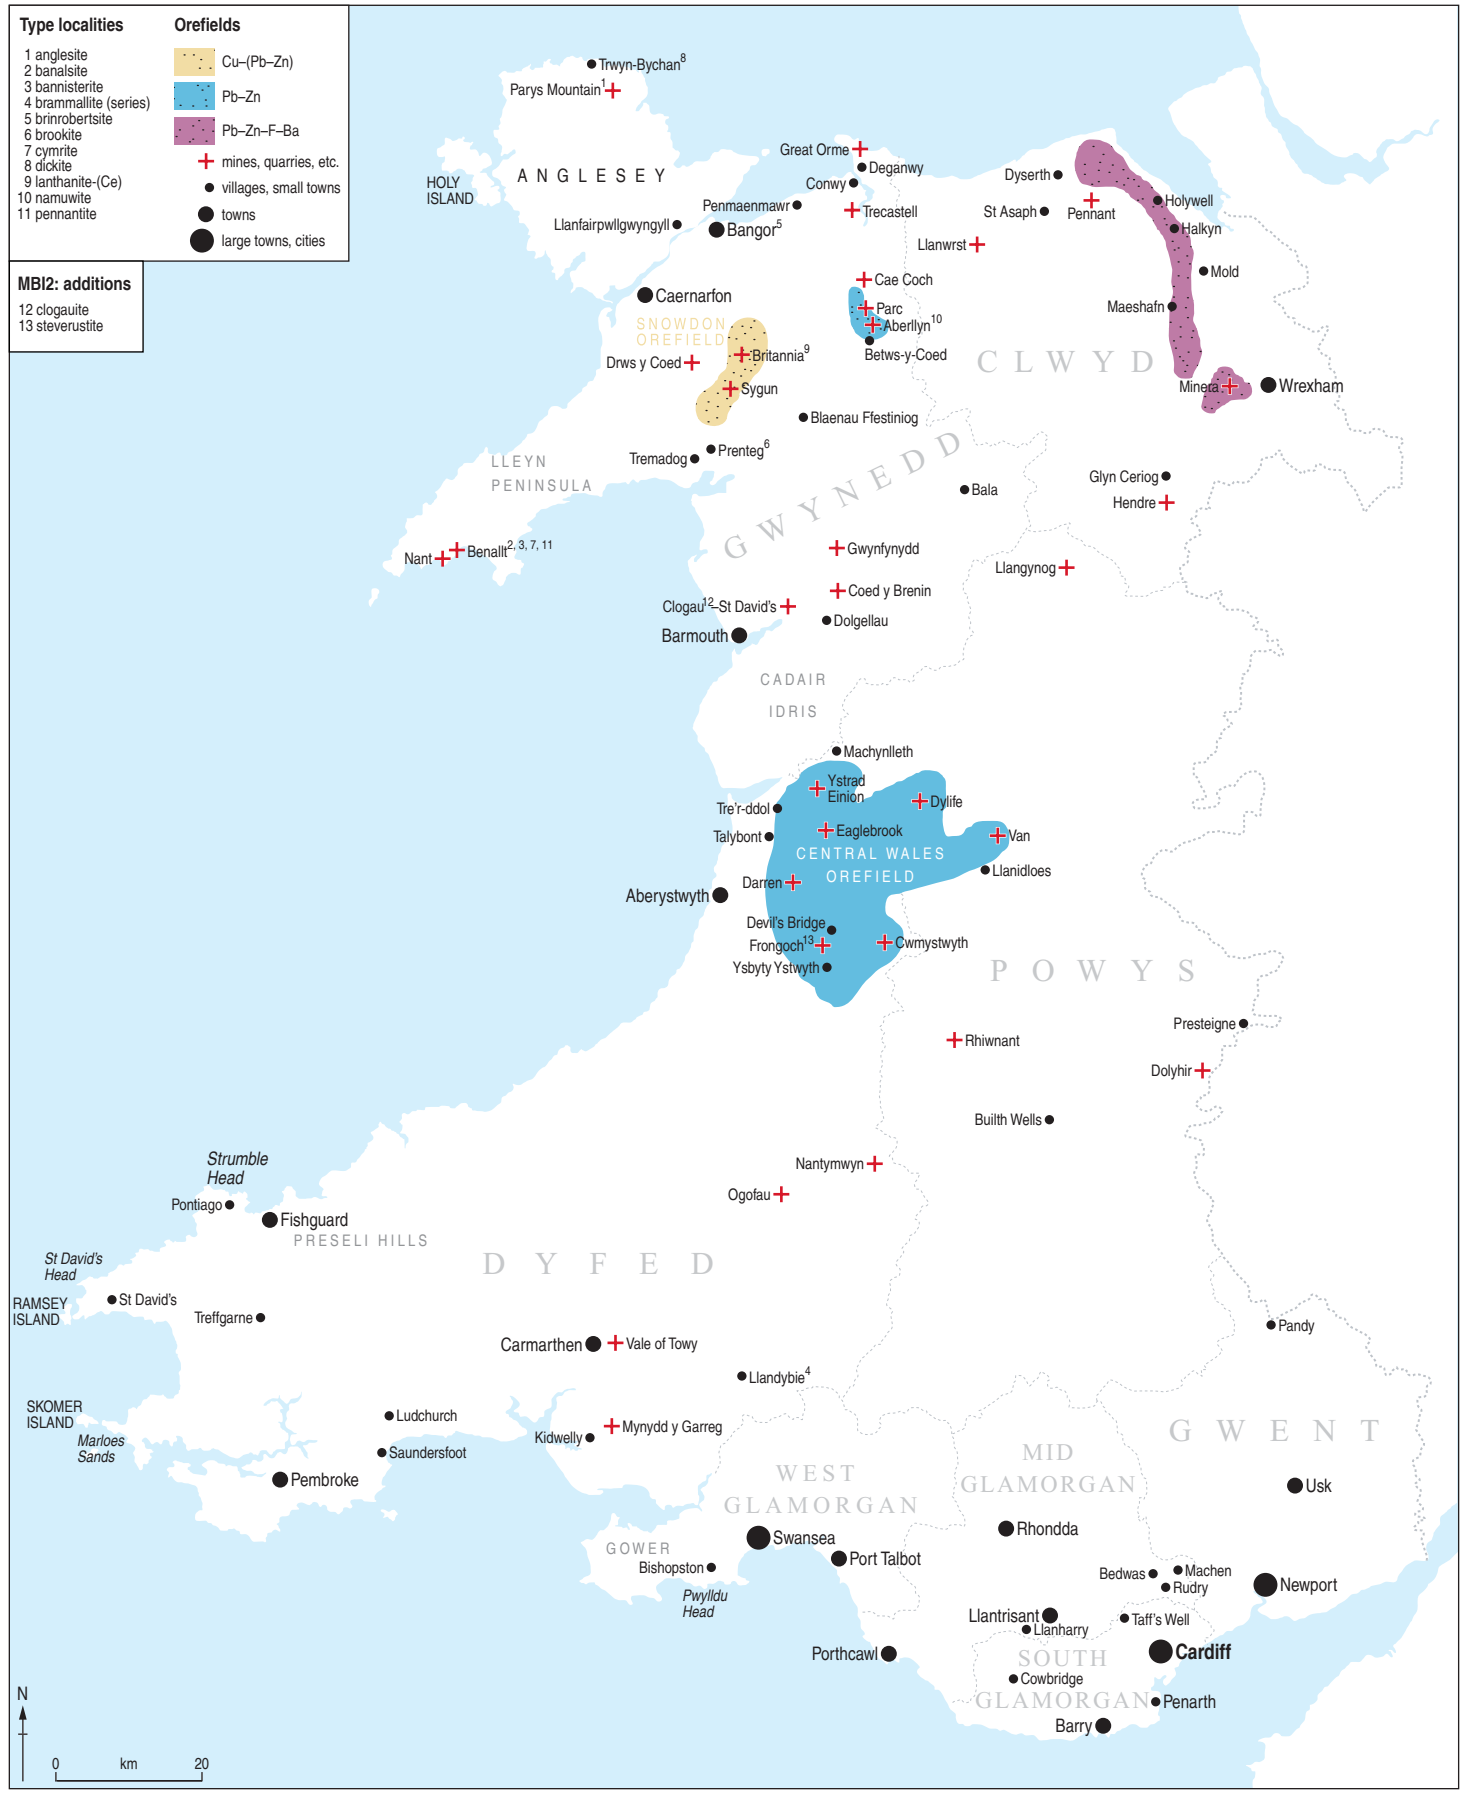 Type localities
1 anglesite
2 banalsite
3 bannisterite
4 brammallite (series)
5 brinrobertsite
6 brookite
7 cymrite
8 dickite
9 lanthanite-(Ce)
10 namuwite
11 pennantite
Orefields
Cu–(Pb–Zn)
Pb–Zn
Pb–Zn–F–Ba
mines, quarries, etc.
villages, small towns
towns
large towns, cities
MBI2: additions
12 clogauite
13 steverustite
Trwyn-Bychan8
Parys Mountain1
HOLY
ISLAND
ANGLESEY
Great Orme
Deganwy
Conwy
Dyserth
Penmaenmawr
Trecastell
St Asaph
Pennant
Holywell
Llanfairpwllgwyngyll
Bangor5
Halkyn
Llanwrst
Mold
Cae Coch
Caernarfon
Parc
Maeshafn
SNOWDON
OREFIELD
Aberllyn10
Betws-y-Coed
Drws y Coed
Britannia9
CLWYD
Sygun
Minera
Wrexham
Blaenau Ffestiniog
Prenteg6
Tremadog
LLEYN
PENINSULA
GWYNEDD
Bala
Glyn Ceriog
Hendre
Nant
Benallt2, 3, 7, 11
Gwynfynydd
Llangynog
Coed y Brenin
Clogau12–St David's
Dolgellau
Barmouth
CADAIR
IDRIS
Machynlleth
Ystrad
Einion
Dylife
Tre'r-ddol
Talybont
Eaglebrook
Van
CENTRAL WALES
OREFIELD
Llanidloes
Darren
Aberystwyth
Devil's Bridge
Frongoch13
Cwmystwyth
Ysbyty Ystwyth
POWYS
Presteigne
Rhiwnant
Dolyhir
Builth Wells
Nantymwyn
Ogofau
Strumble
Head
Pontiago
Fishguard
PRESELI HILLS
DYFED
St David's
Head
St David's
RAMSEY
ISLAND
Treffgarne
Pandy
Carmarthen
Vale of Towy
Llandybie4
SKOMER
ISLAND
Marloes
Sands
Ludchurch
Kidwelly
Mynydd y Garreg
Saundersfoot
GWENT
Pembroke
WEST
GLAMORGAN
MID
GLAMORGAN
Usk
Rhondda
Swansea
GOWER
Port Talbot
Bishopston
Pwylldu
Head
Bedwas
Machen
Rudry
Newport
Llantrisant
Llanharry
Taff's Well
Porthcawl
SOUTH
GLAMORGAN
Cardiff
Cowbridge
Penarth
Barry
N
0 km 20